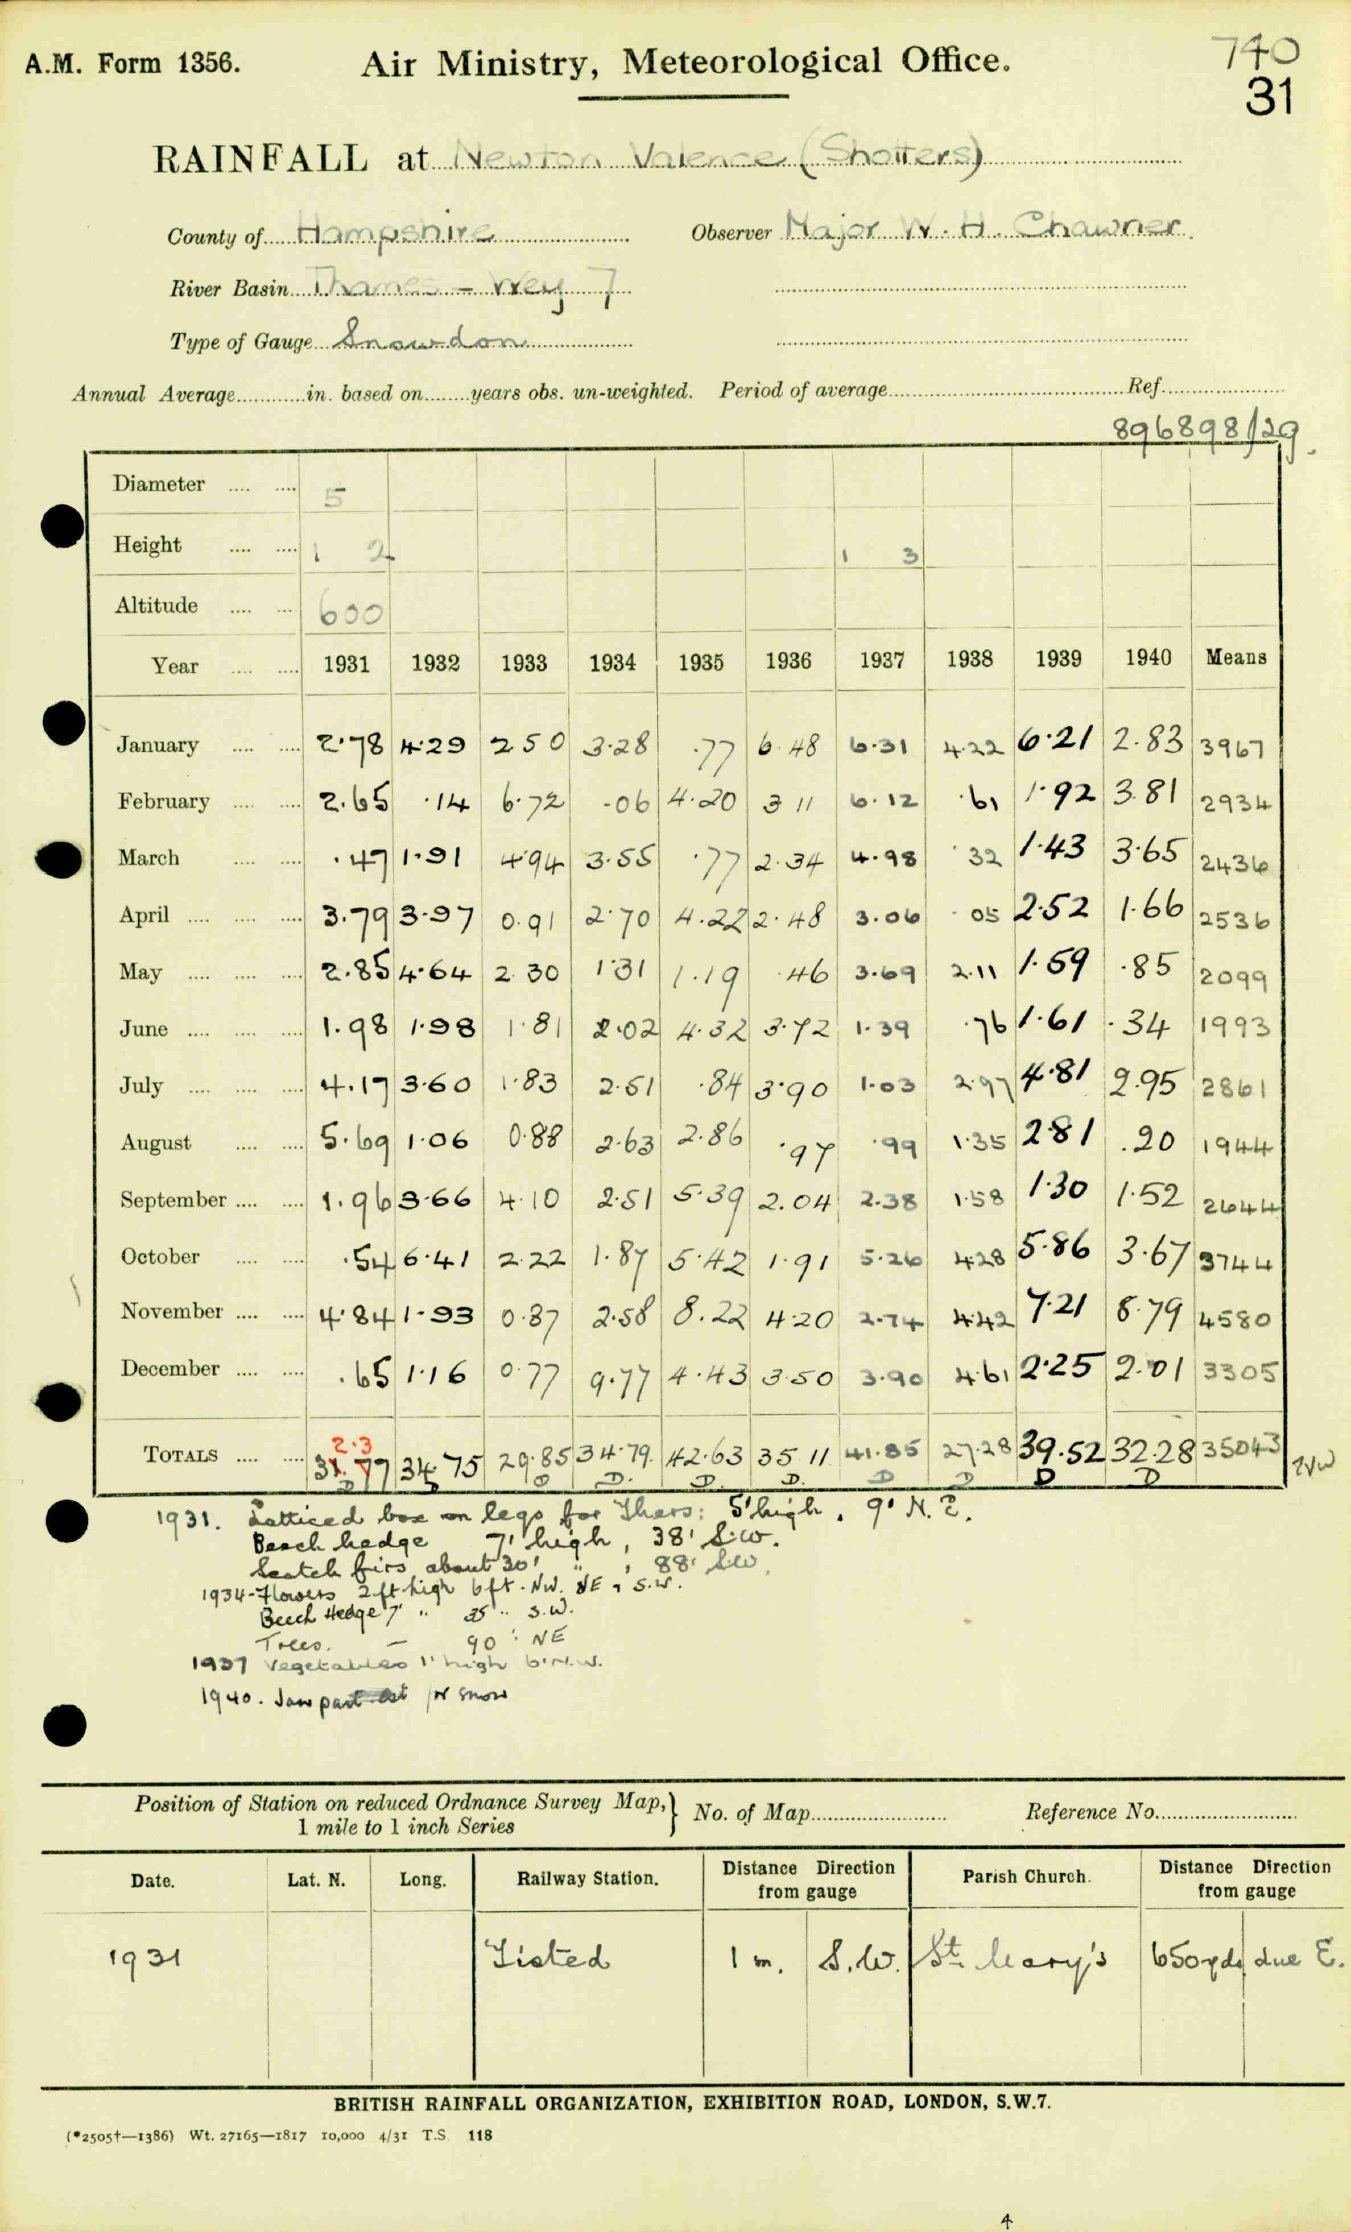 A.M. Form 1356.
Air Ministry, Meteorological Office.
740
31
RAINFALL at Newton Valence (Shotters)
County of Hampshire Observer Major W. H. Chawner.
River Basin Thames - Wey 7
Type of Gauge Snowdon
Annual Average in. based on years obs. un-weighted. Period of average Ref.
896898/29.
Diameter 5
Height 1 2 1 3
Altitude 600
Year 1931 1932 1933 1934 1935 1936 1937 1938 1939 1940 Means
January 2·78 4·29 2 50 3·28 ·77 6·48 6·31 4·22 6·21 2.83 3967
February 2.65 ·14 6·72 ·06 4·20 3 11 6·12 ·61 1·92 3.81 2934
March ·47 1·91 4·94 3·55 ·77 2·34 4·98 ·32 1·43 3·65 2436
April 3·79 3·97 0·91 2·70 4·22 2·48 3·06 ·05 2·52 1·66 2536
May 2·85 4·64 2 30 1·31 1·19 ·46 3·69 2·11 1·59 ·85 2099
June 1·98 1·98 1·81 2·02 4·32 3·72 1·39 ·76 1·61 ·34 1993
July 4·17 3·60 1·83 2·51 ·84 3·90 1·03 2·97 4·81 2.95 2861
August 5·69 1·06 0·88 2·63 2·86 ·97 ·99 1·35 2·81 .20 1944
September 1·96 3·66 4·10 2·51 5·39 2·04 2·38 1·58 1·30 1·52 2644
October ·54 6·41 2·22 1·87 5·42 1·91 5·26 4·28 5·86 3·67 3744
November 4·84 1·93 0·87 2·58 8·22 4·20 2·74 4·42 7·21 8·79 4580
December ·65 1·16 0·77 9·77 4·43 3·50 3·90 4·61 2·25 2·01 3305
2·3
TOTALS 31.77 34·75 29·85 34·79 42·63 35 11 41·85 27·28 39·52 32·28 35043
D D D D. D. D. D D D D
1931. Latticed box on legs for Thers: 5' high, 9' N.E.
Beech hedge 7' high, 38' S.W.
Scotch firs about 30' " , 88' S.W.
1934-Flowers 2 ft high 6ft. NW. NE & S.W.
Beech Hedge 7' " 35 " S.W.
Trees. - 90 ' NE
1937 Vegetables 1' high 6' N.W.
1940. Jan part snow
Position of Station on reduced Ordnance Survey Map,} No. of Map Reference No.
1 mile to 1 inch Series
Date. Lat. N. Long. Railway Station. Distance Direction from gauge Parish Church. Distance Direction from gauge
1931 Tisted 1 m. S.W. St. Mary's 650 yds due E.
BRITISH RAINFALL ORGANIZATION, EXHIBITION ROAD, LONDON, S.W.7.
(*2505†—1386) Wt. 27165—1817 10,000 4/31 T.S 118
4